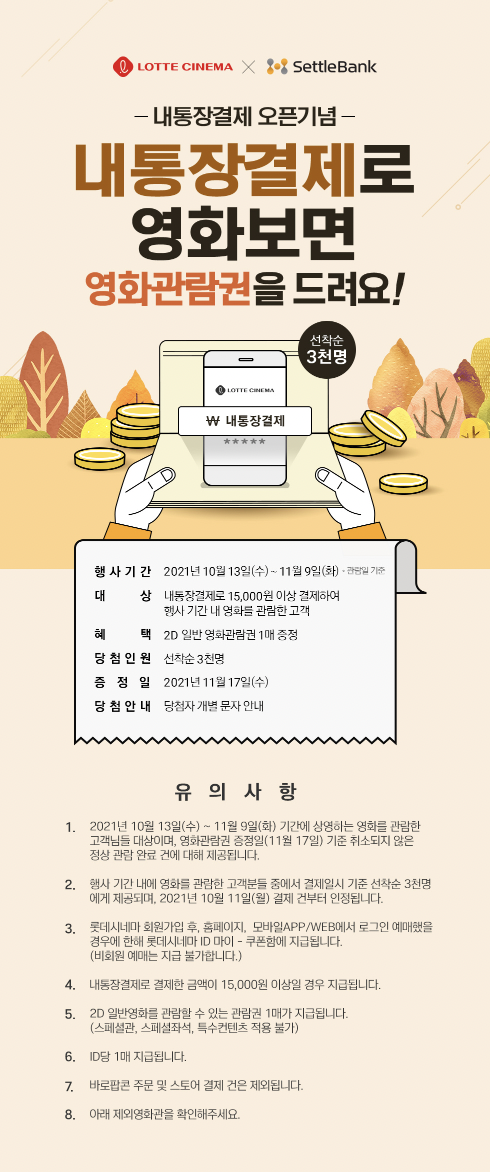 LOTTE CINEMA × SettleBank
– 내통장결제 오픈기념 –
내통장결제로
영화보면
영화관람권을 드려요!
선착순
3천명
LOTTE CINEMA
₩ 내통장결제
★★★★★
행사기간 2021년 10월 13일(수) ~ 11월 9일(화) - 관람일 기준
대상 내통장결제로 15,000원 이상 결제하여
행사 기간 내 영화를 관람한 고객
혜택 2D 일반 영화관람권 1매 증정
당첨인원 선착순 3천명
증정일 2021년 11월 17일(수)
당첨안내 당첨자 개별 문자 안내
유의사항
1. 2021년 10월 13일(수) ~ 11월 9일(화) 기간에 상영하는 영화를 관람한
고객님들 대상이며, 영화관람권 증정일(11월 17일) 기준 취소되지 않은
정상 관람 완료 건에 대해 제공됩니다.
2. 행사 기간 내에 영화를 관람한 고객분들 중에서 결제일시 기준 선착순 3천명
에게 제공되며, 2021년 10월 11일(월) 결제 건부터 인정됩니다.
3. 롯데시네마 회원가입 후, 홈페이지, 모바일APP/WEB에서 로그인 예매했을
경우에 한해 롯데시네마 ID 마이 - 쿠폰함에 지급됩니다.
(비회원 예매는 지급 불가합니다.)
4. 내통장결제로 결제한 금액이 15,000원 이상일 경우 지급됩니다.
5. 2D 일반영화를 관람할 수 있는 관람권 1매가 지급됩니다.
(스페셜관, 스페셜좌석, 특수컨텐츠 적용 불가)
6. ID당 1매 지급됩니다.
7. 바로팝콘 주문 및 스토어 결제 건은 제외됩니다.
8. 아래 제외영화관을 확인해주세요.